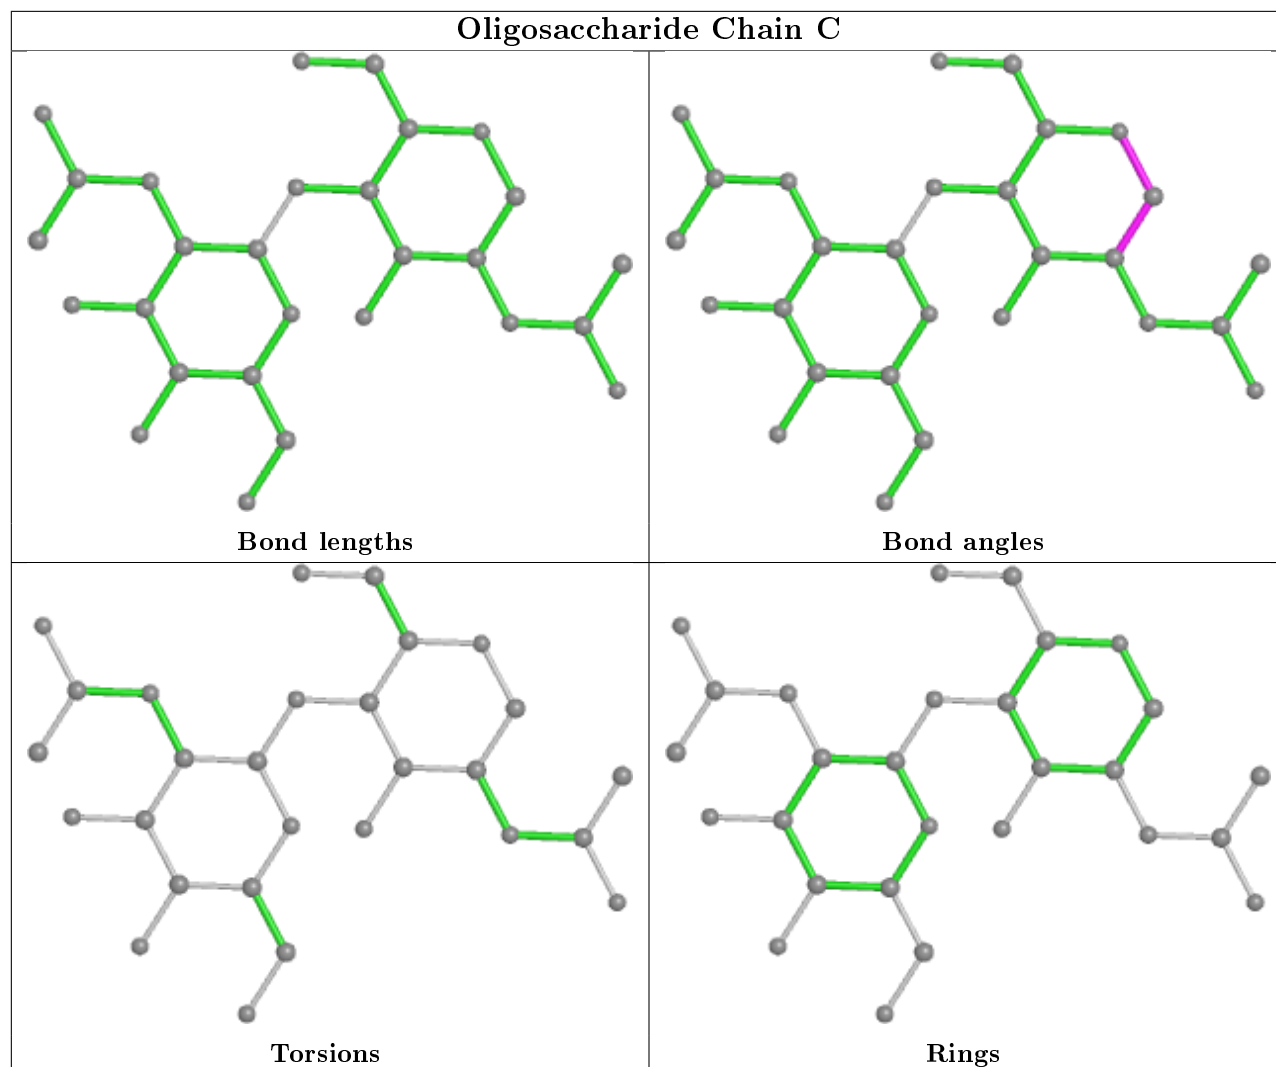 Oligosaccharide Chain C
Bond lengths
Bond angles
Torsions
Rings